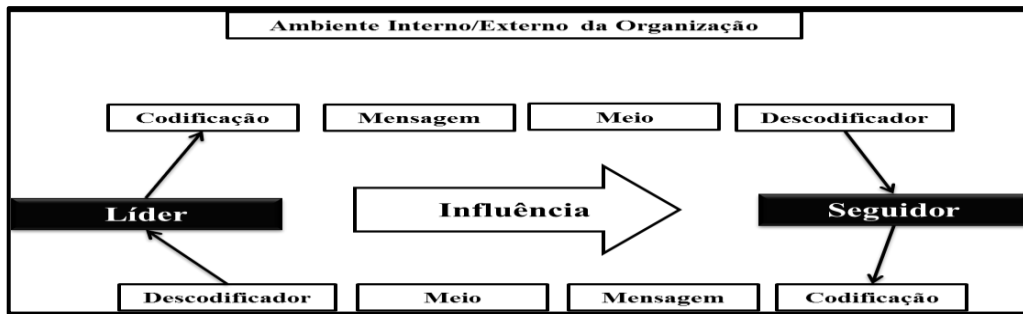 Ambiente Interno/Externo da Organização
Codificação Mensagem Meio Descodificador
Líder Influência Seguidor
Descodificador Meio Mensagem Codificação